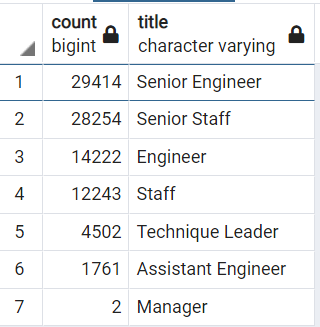 count title
bigint character varying
1 29414 Senior Engineer
2 28254 Senior Staff
3 14222 Engineer
4 12243 Staff
5 4502 Technique Leader
6 1761 Assistant Engineer
7 2 Manager